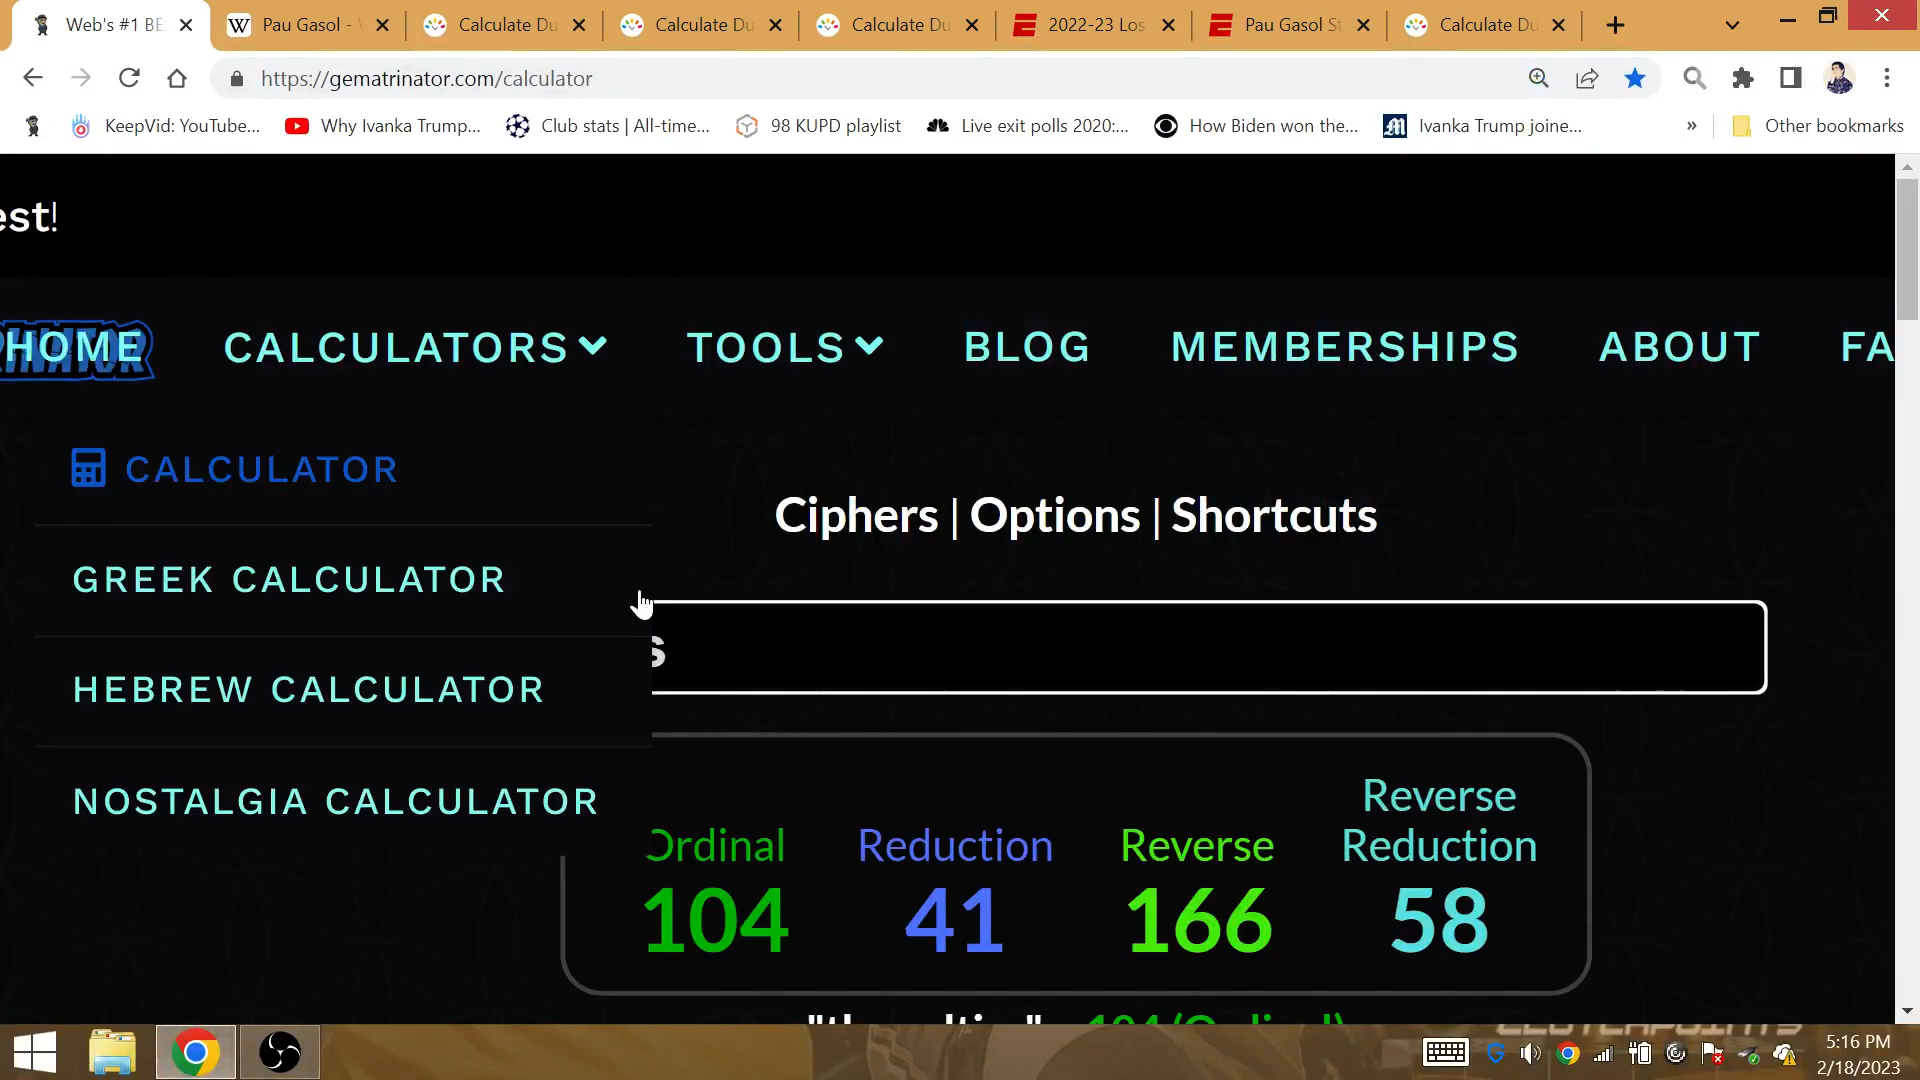 Web's #1 BE
Pau Gasol -
Calculate Du
Calculate Du
Calculate Du
2022-23 Los
Pau Gasol St
Calculate Du
https://gematrinator.com/calculator
KeepVid: YouTube...
Why Ivanka Trump...
Club stats | All-time...
98 KUPD playlist
Live exit polls 2020:...
How Biden won the...
Ivanka Trump joine...
»
Other bookmarks
est!
HOME
CALCULATORS
TOOLS
BLOG
MEMBERSHIPS
ABOUT
FA
CALCULATOR
GREEK CALCULATOR
HEBREW CALCULATOR
NOSTALGIA CALCULATOR
Ciphers | Options | Shortcuts
s
Ordinal
104
Reduction
41
Reverse
166
Reverse
Reduction
58
5:16 PM
2/18/2023